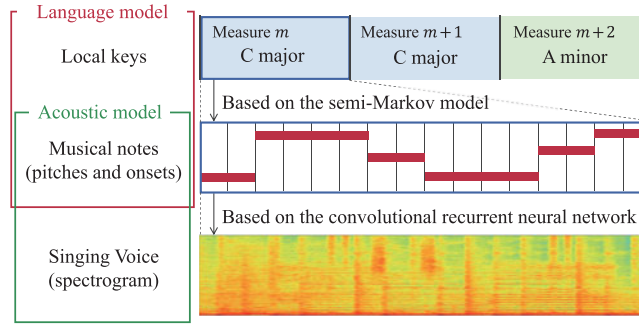 Language model
Local keys
Measure m
C major
Measure m+1
C major
Measure m+2
A minor
Based on the semi-Markov model
Acoustic model
Musical notes
(pitches and onsets)
Based on the convolutional recurrent neural network
Singing Voice
(spectrogram)